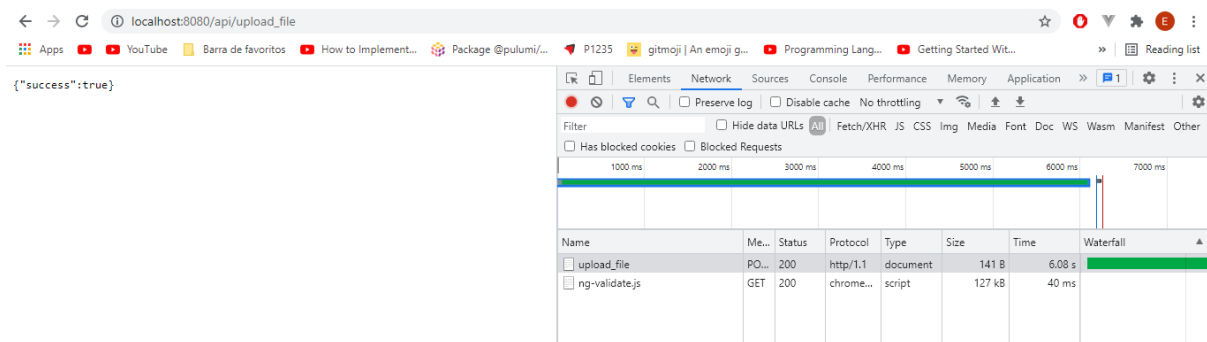 localhost:8080/api/upload_file
E
Apps YouTube Barra de favoritos How to Implement... Package @pulumi/... P1235 gitmoji | An emoji g... Programming Lang... Getting Started Wit... » Reading list
{"success":true}
Elements Network Sources Console Performance Memory Application » 1
Preserve log Disable cache No throttling
Filter Hide data URLs All Fetch/XHR JS CSS Img Media Font Doc WS Wasm Manifest Other
Has blocked cookies Blocked Requests
1000 ms 2000 ms 3000 ms 4000 ms 5000 ms 6000 ms 7000 ms
Name Me... Status Protocol Type Size Time Waterfall
upload_file PO... 200 http/1.1 document 141 B 6.08 s
ng-validate.js GET 200 chrome... script 127 kB 40 ms